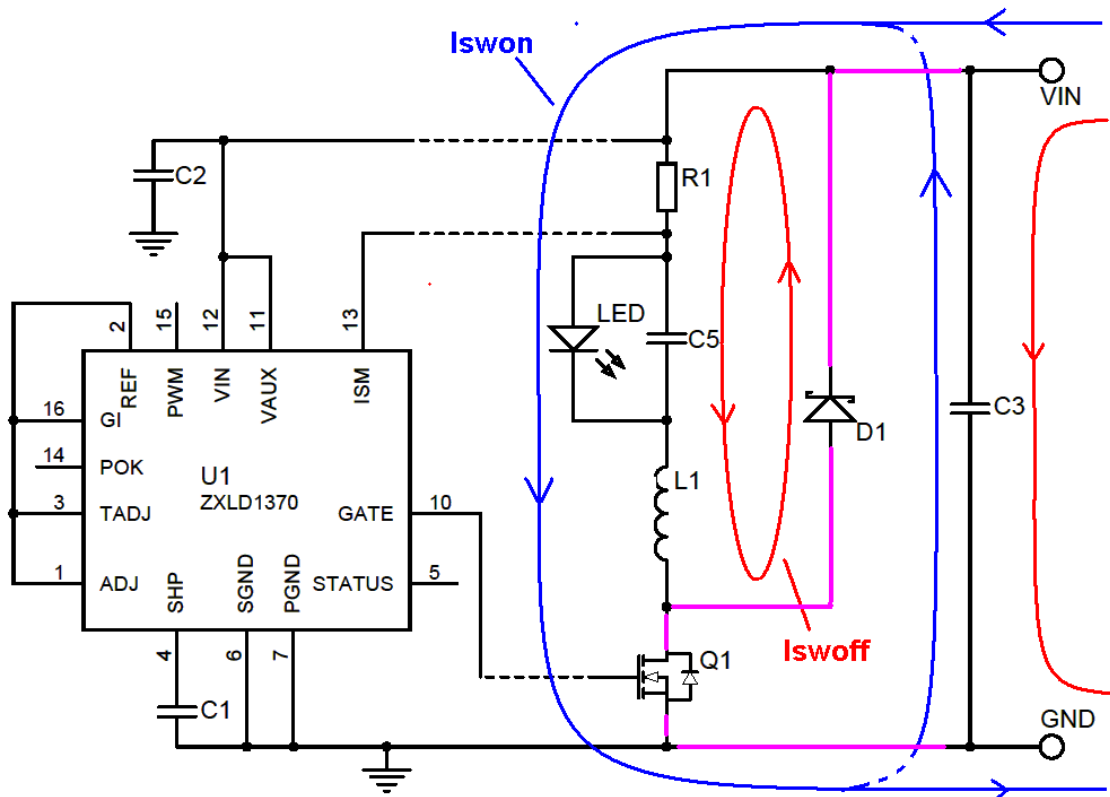 Iswon
VIN
C2
R1
LED
C5
C3
D1
2
15
12
11
13
REF
PWM
VIN
VAUX
ISM
16
GI
14
POK
U1
ZXLD1370
L1
3
TADJ
GATE
10
1
ADJ
SHP
SGND
PGND
STATUS
5
Iswoff
4
6
7
Q1
C1
GND